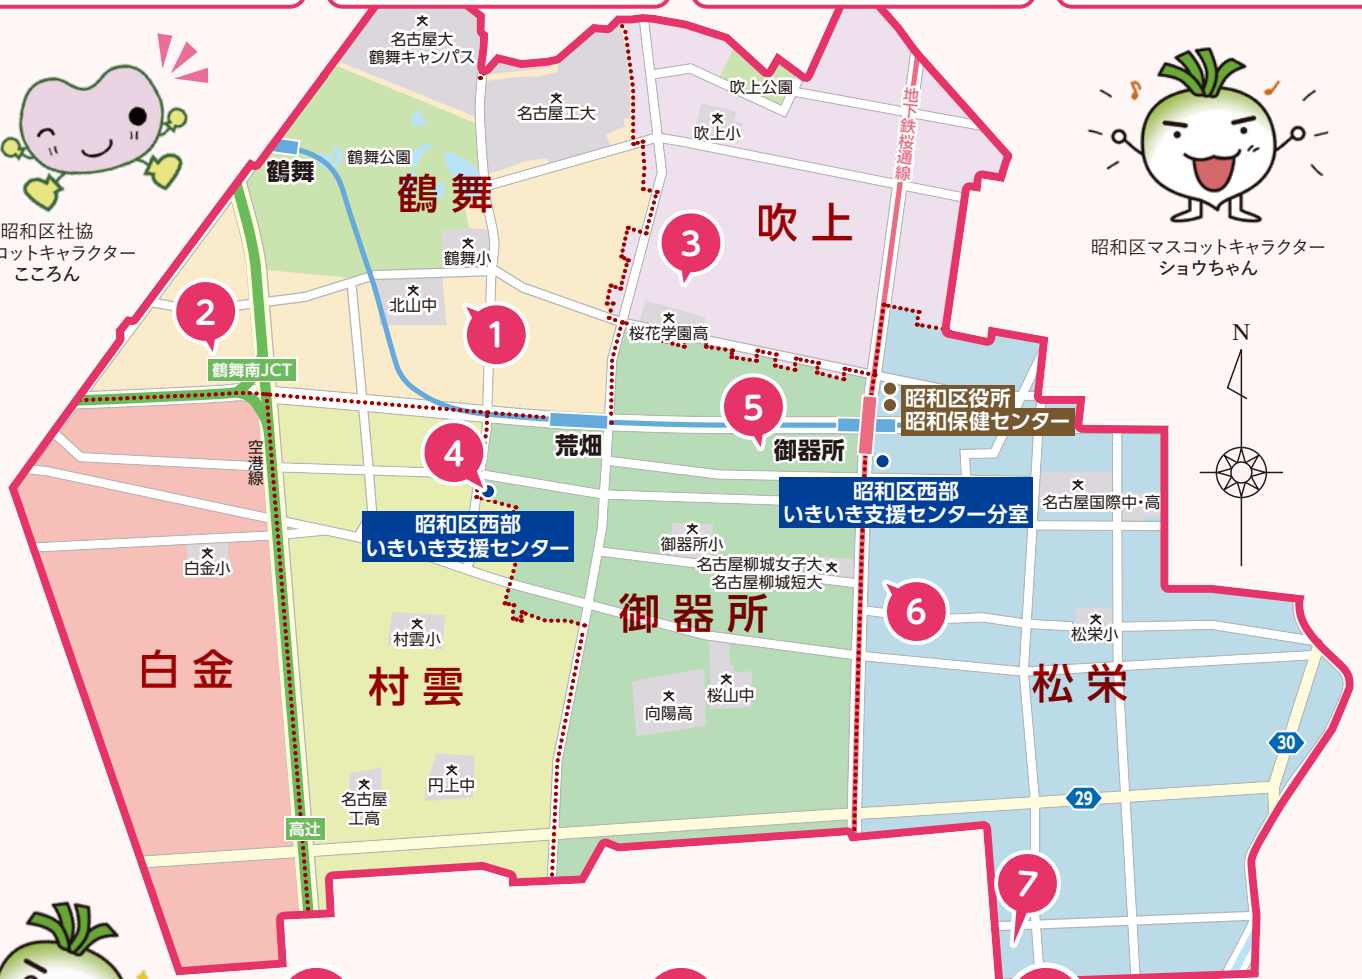 名古屋大
鶴舞キャンパス
名古屋工大
吹上公園
吹上小
地下鉄桜通線
鶴舞
鶴舞公園
鶴舞
吹上
昭和区社協
コットキャラクター
こころん
昭和区マスコットキャラクター
ショウちゃん
鶴舞小
北山中
3
2
1
桜花学園高
N
鶴舞南JCT
5
昭和区役所
昭和保健センター
空港線
荒畑
御器所
4
昭和区西部
いきいき支援センター
昭和区西部
いきいき支援センター分室
名古屋国際中・高
御器所小
名古屋柳城女子大
名古屋柳城短大
白金小
御器所
6
村雲小
松栄小
白金
村雲
松栄
桜山中
向陽高
30
円上中
名古屋
工高
29
高辻
7